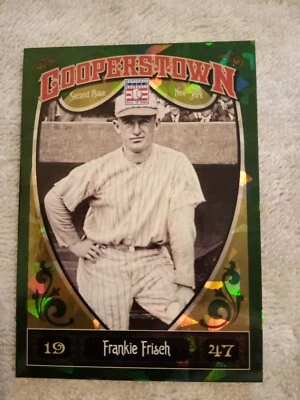 COOPERSTOWN
Second Base
New York
Frankie Frisch
19 47